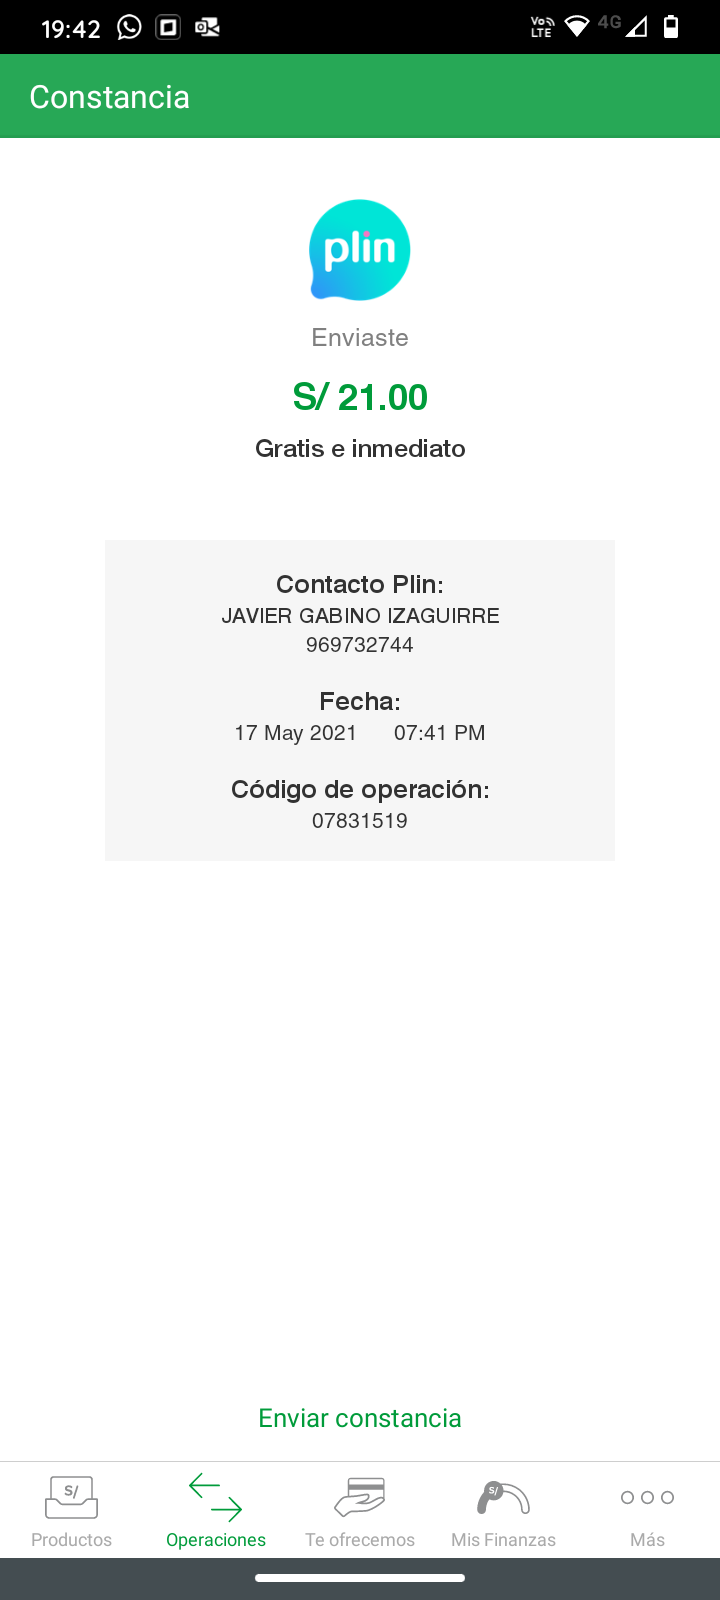 19:42
Vo)) LTE 4G
Constancia
plin
Enviaste
S/ 21.00
Gratis e inmediato
Contacto Plin:
JAVIER GABINO IZAGUIRRE
969732744
Fecha:
17 May 2021 07:41 PM
Código de operación:
07831519
Enviar constancia
S/ S/
Productos Operaciones Te ofrecemos Mis Finanzas Más